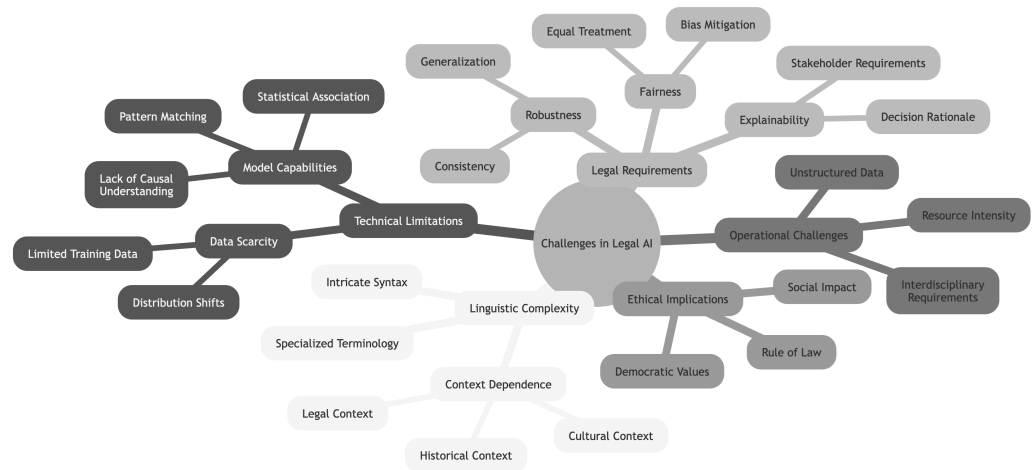 Challenges in Legal AI
Technical Limitations
Model Capabilities
Statistical Association
Pattern Matching
Lack of Causal
Understanding
Data Scarcity
Limited Training Data
Distribution Shifts
Legal Requirements
Robustness
Generalization
Consistency
Fairness
Equal Treatment
Bias Mitigation
Explainability
Stakeholder Requirements
Decision Rationale
Operational Challenges
Unstructured Data
Resource Intensity
Interdisciplinary
Requirements
Ethical Implications
Social Impact
Rule of Law
Democratic Values
Linguistic Complexity
Intricate Syntax
Specialized Terminology
Context Dependence
Legal Context
Historical Context
Cultural Context